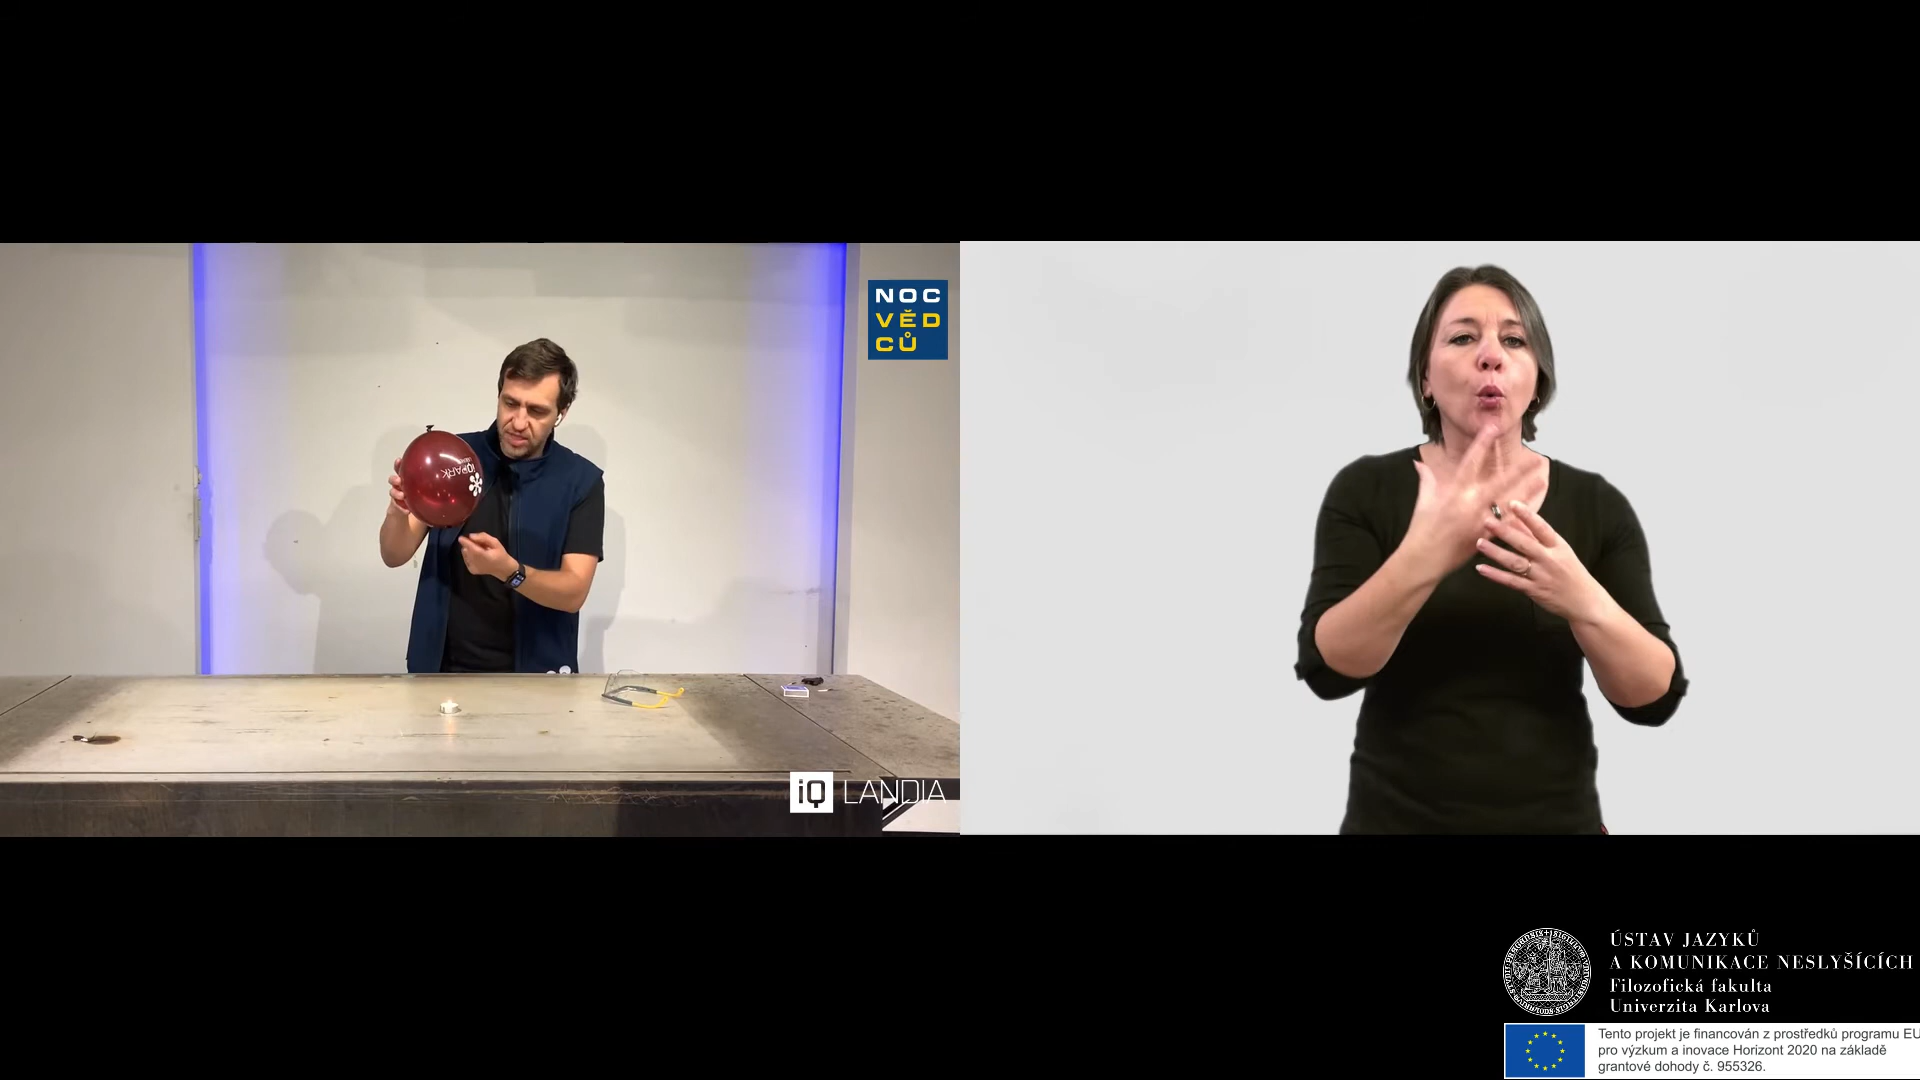 NOC
VĚD
CŮ
iQPARK
iQ LANDIA
ÚSTAV JAZYKŮ
A KOMUNIKACE NESLYŠÍCÍCH
Filozofická fakulta
Univerzita Karlova
Tento projekt je financován z prostředků programu EU
pro výzkum a inovace Horizont 2020 na základě
grantové dohody č. 955326.